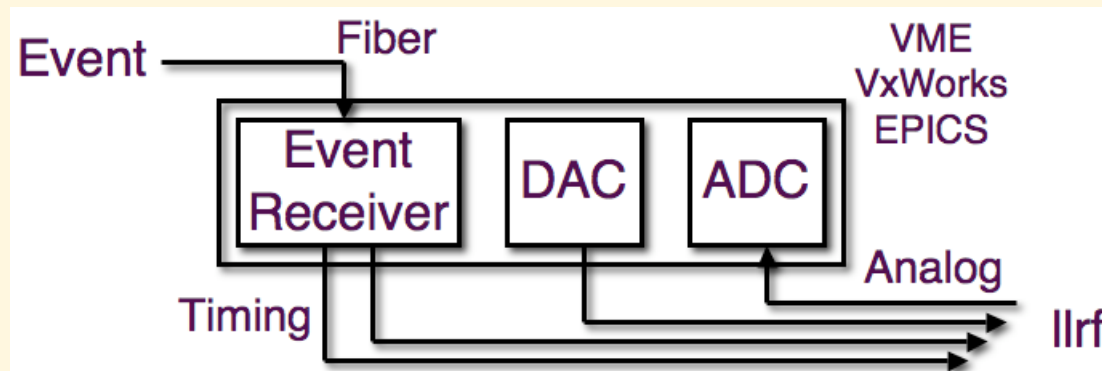 Event
Fiber
VME
VxWorks
EPICS
Event
Receiver
DAC
ADC
Analog
Timing
llrf